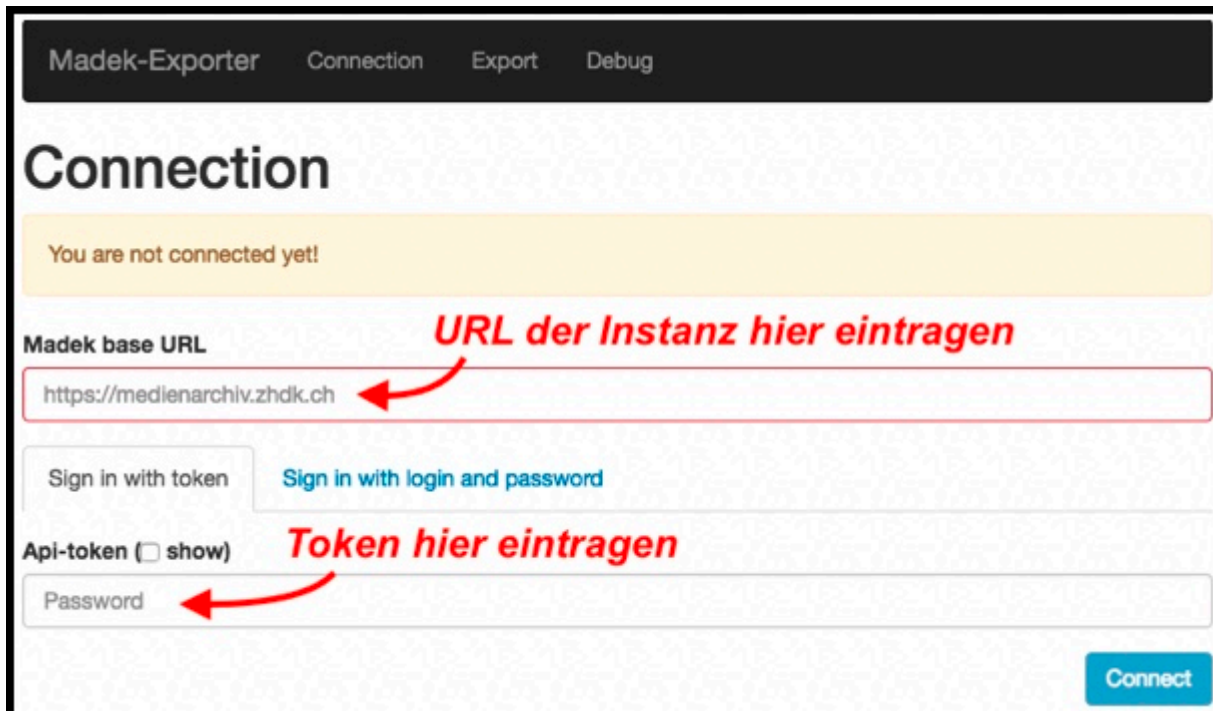 Madek-Exporter Connection Export Debug
Connection
You are not connected yet!
URL der Instanz hier eintragen
Madek base URL
https://medienarchiv.zhdk.ch
Sign in with token Sign in with login and password
Token hier eintragen
Api-token ( show)
Password
Connect